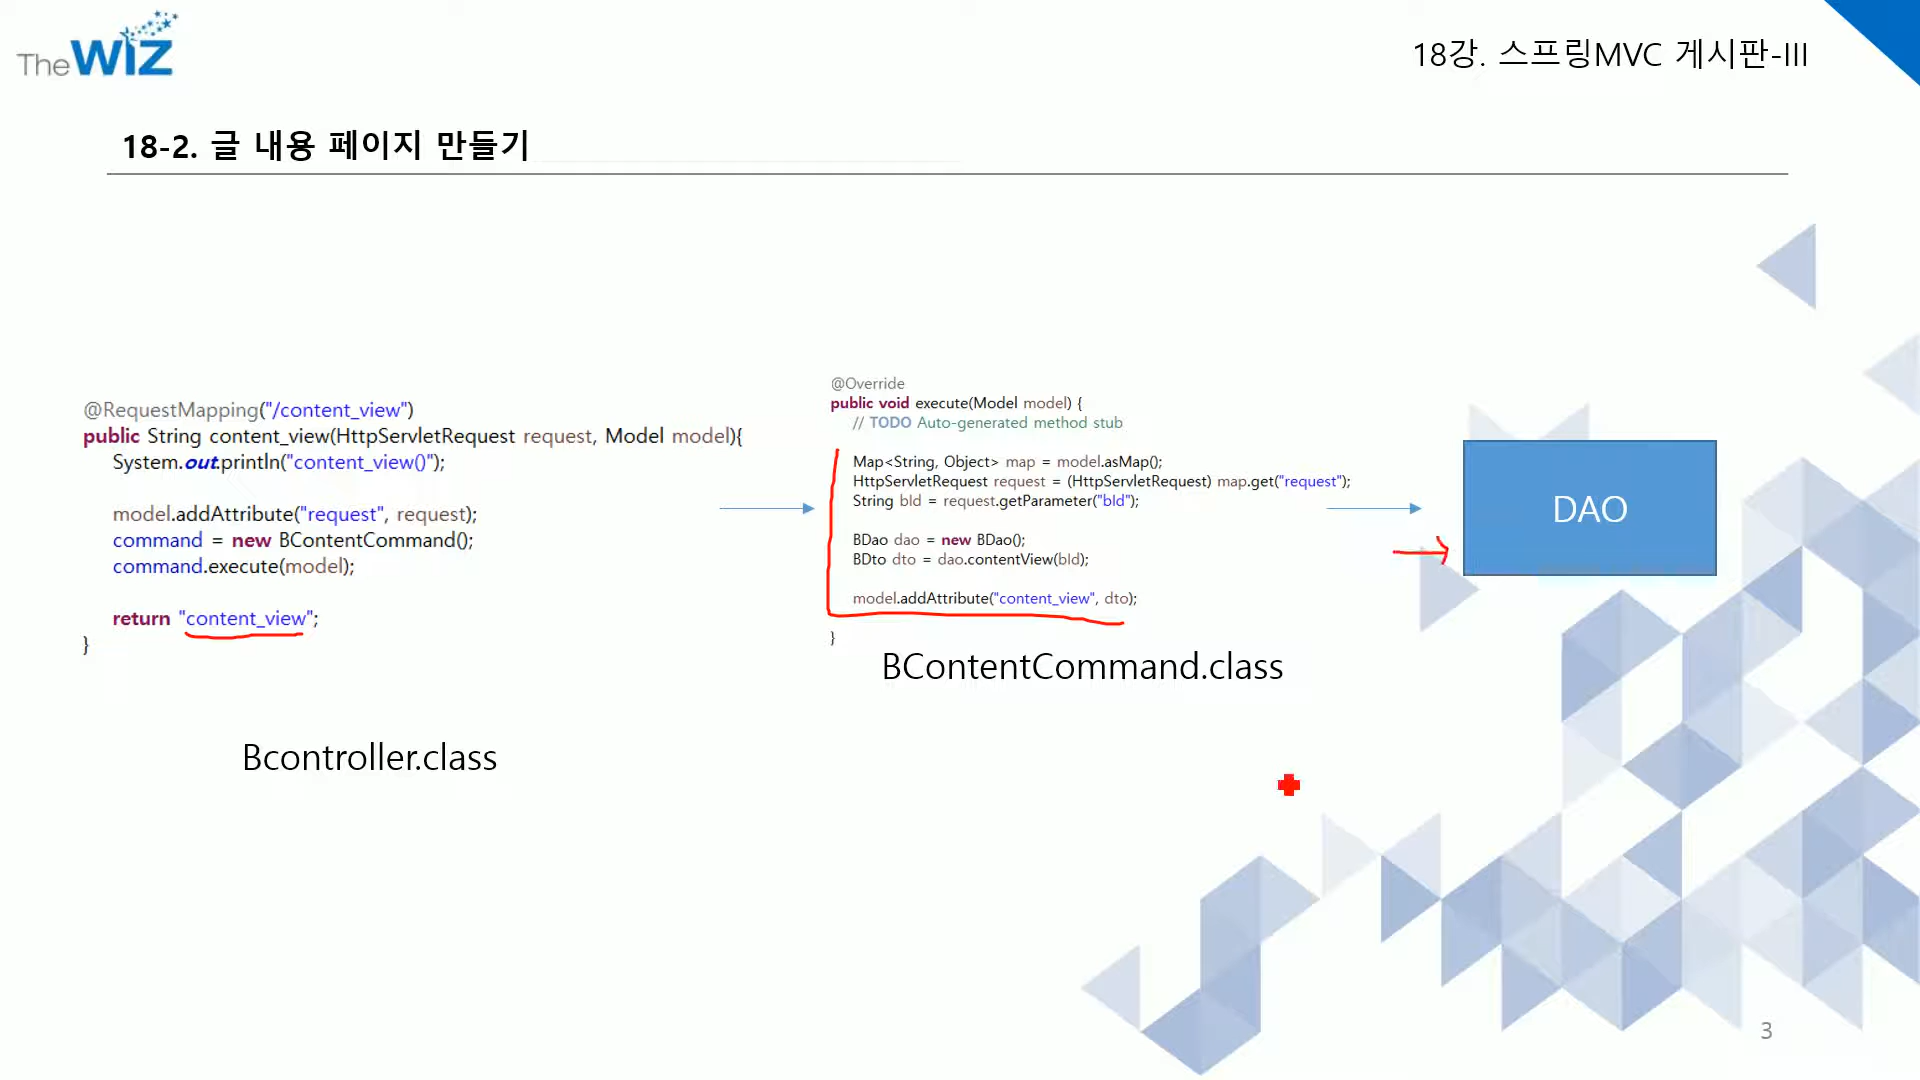 The WIZ
18강. 스프링MVC 게시판-III
18-2. 글 내용 페이지 만들기
@RequestMapping("/content_view")
public String content_view(HttpServletRequest request, Model model){
System.out.println("content_view()");
model.addAttribute("request", request);
command = new BContentCommand();
command.execute(model);
return "content_view";
}
Bcontroller.class
@Override
public void execute(Model model) {
// TODO Auto-generated method stub
Map<String, Object> map = model.asMap();
HttpServletRequest request = (HttpServletRequest) map.get("request");
String bId = request.getParameter("bId");
BDao dao = new BDao();
BDto dto = dao.contentView(bId);
model.addAttribute("content_view", dto);
}
BContentCommand.class
DAO
3